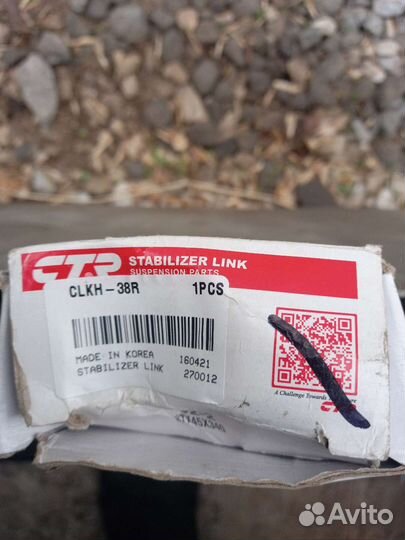 CTR
STABILIZER LINK
SUSPENSION PARTS
CLKH-38R 1PCS
MADE IN KOREA 160421
STABILIZER LINK 270012
A Challenge Towards
Avito